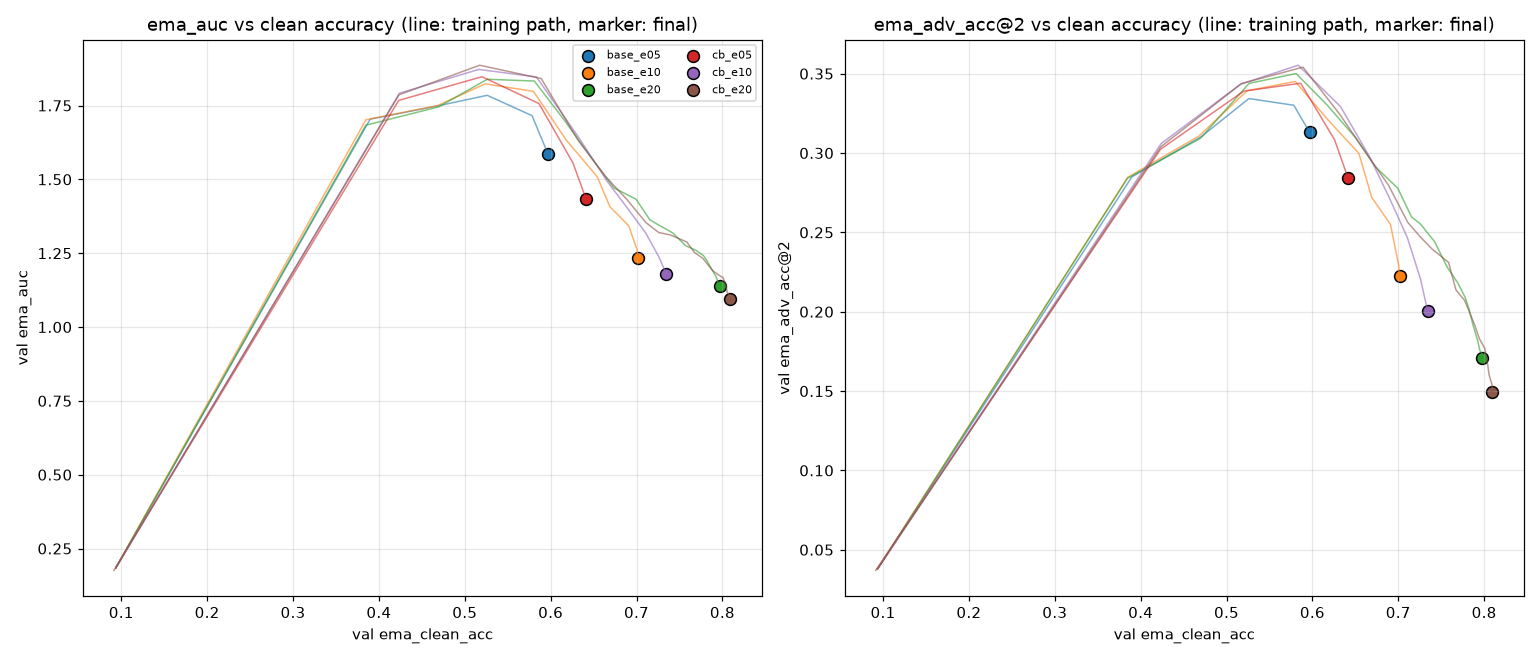 ema_auc vs clean accuracy (line: training path, marker: final)
base_e05
base_e10
base_e20
cb_e05
cb_e10
cb_e20
1.75
1.50
1.25
1.00
0.75
0.50
0.25
val ema_auc
0.1 0.2 0.3 0.4 0.5 0.6 0.7 0.8
val ema_clean_acc
ema_adv_acc@2 vs clean accuracy (line: training path, marker: final)
0.35
0.30
0.25
0.20
0.15
0.10
0.05
val ema_adv_acc@2
0.1 0.2 0.3 0.4 0.5 0.6 0.7 0.8
val ema_clean_acc